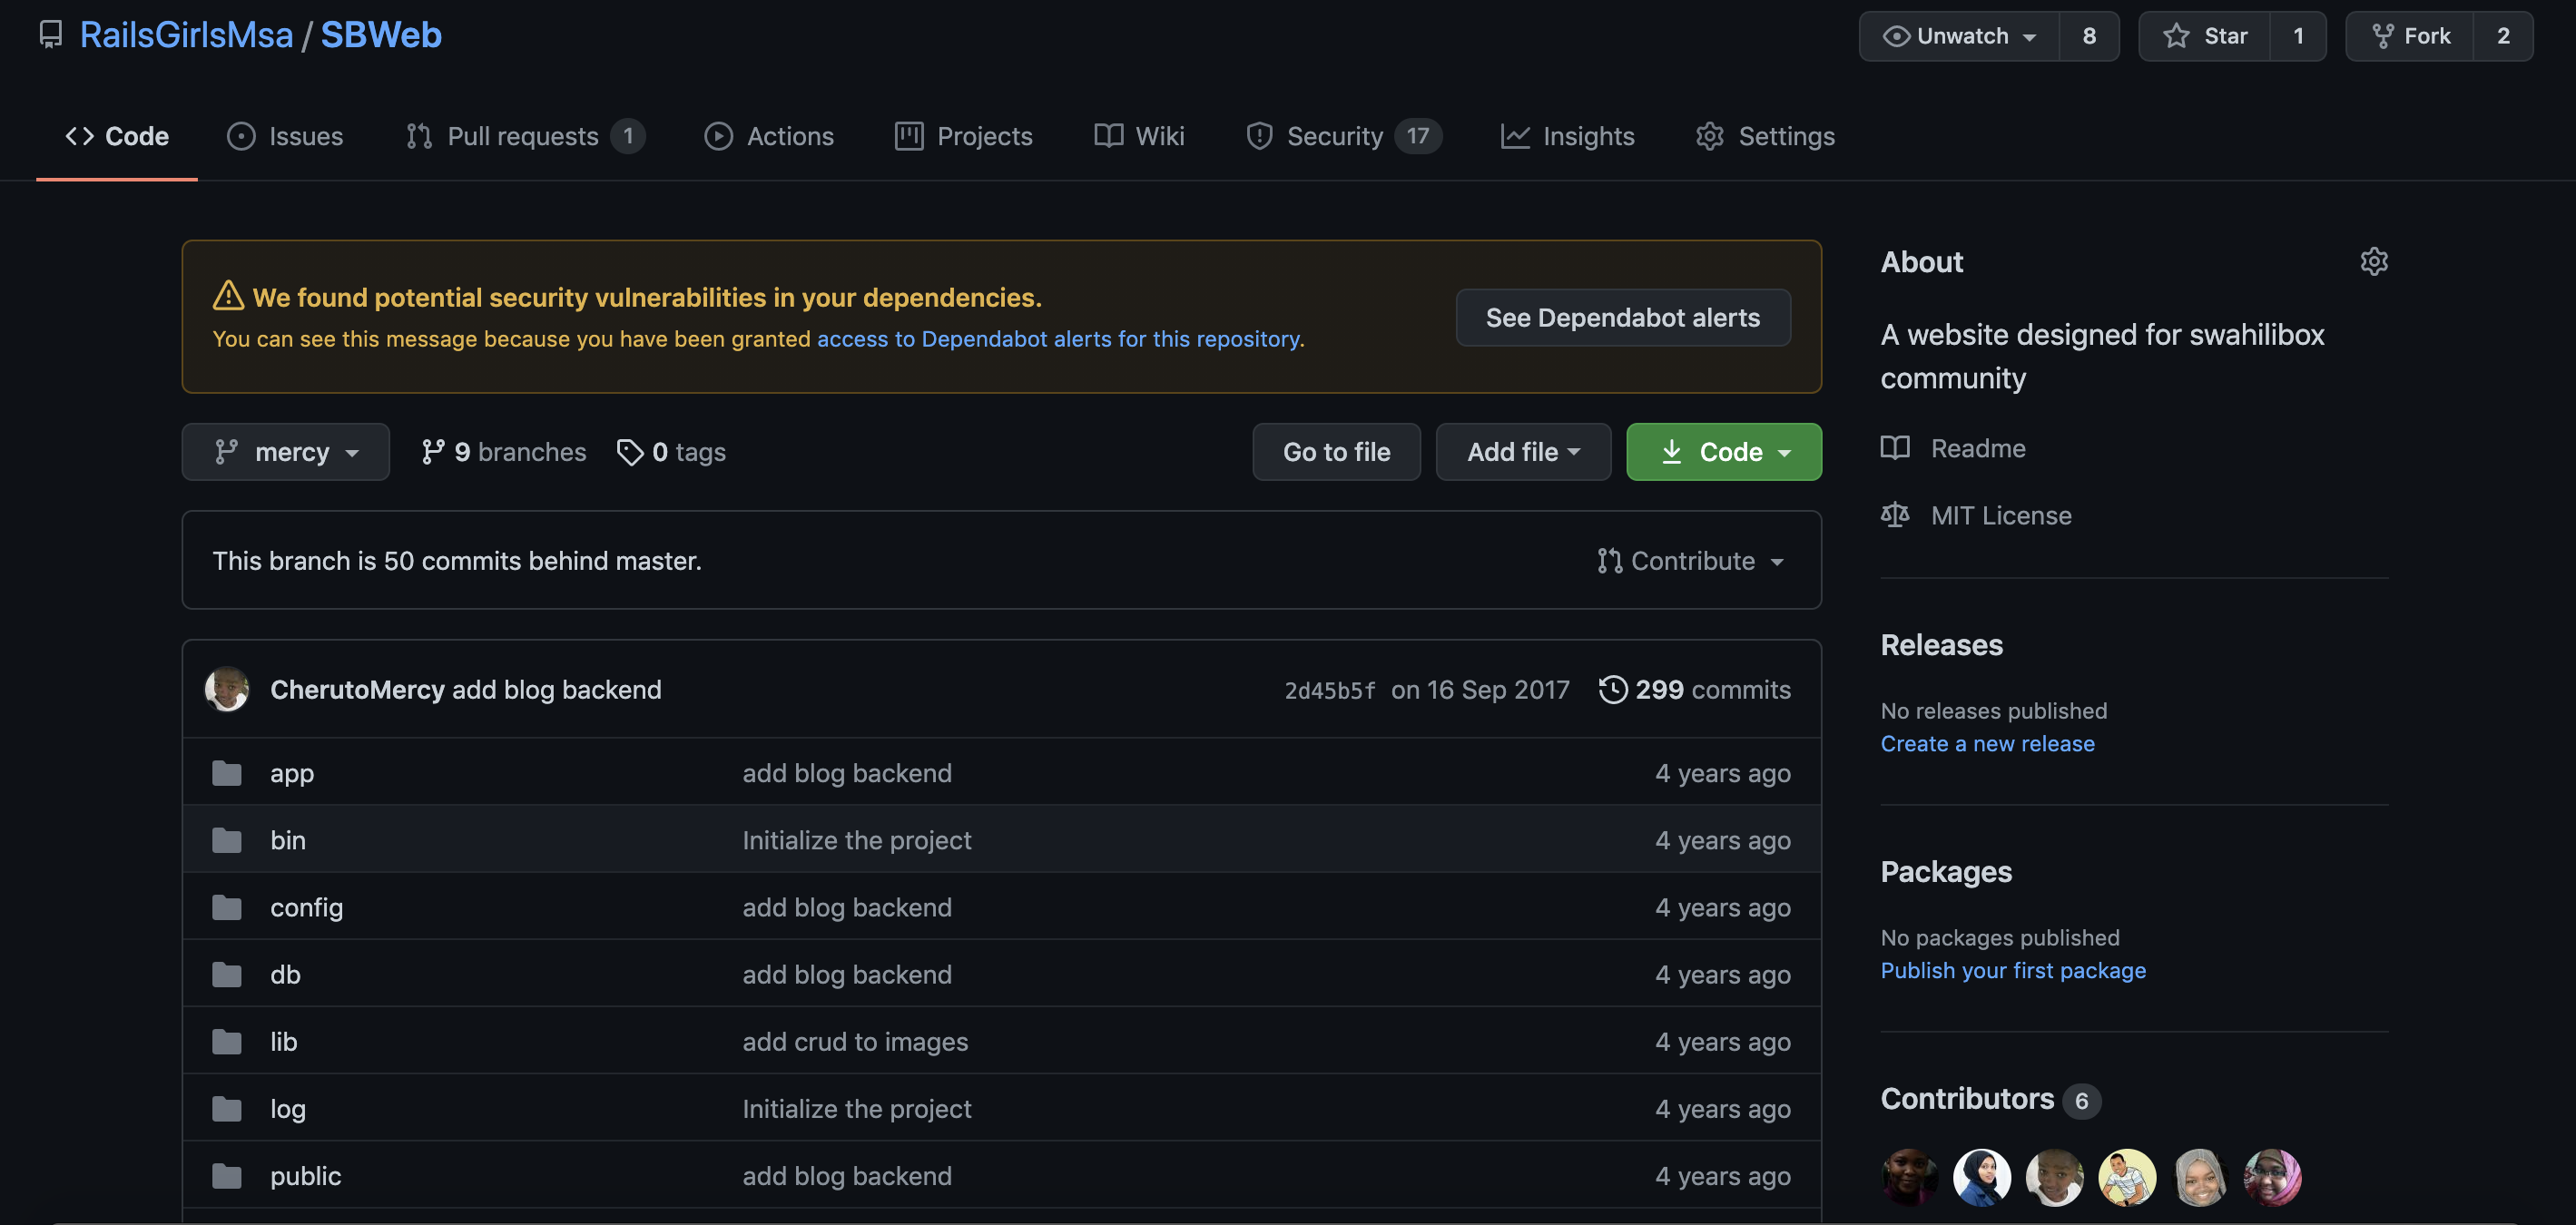 RailsGirlsMsa / SBWeb
Unwatch 8
Star 1
Fork 2
Code
Issues
Pull requests 1
Actions
Projects
Wiki
Security 17
Insights
Settings
We found potential security vulnerabilities in your dependencies.
You can see this message because you have been granted access to Dependabot alerts for this repository.
See Dependabot alerts
mercy
9 branches
0 tags
Go to file
Add file
Code
This branch is 50 commits behind master.
Contribute
CherutoMercy add blog backend 2d45b5f on 16 Sep 2017 299 commits
app add blog backend 4 years ago
bin Initialize the project 4 years ago
config add blog backend 4 years ago
db add blog backend 4 years ago
lib add crud to images 4 years ago
log Initialize the project 4 years ago
public add blog backend 4 years ago
About
A website designed for swahilibox
community
Readme
MIT License
Releases
No releases published
Create a new release
Packages
No packages published
Publish your first package
Contributors 6